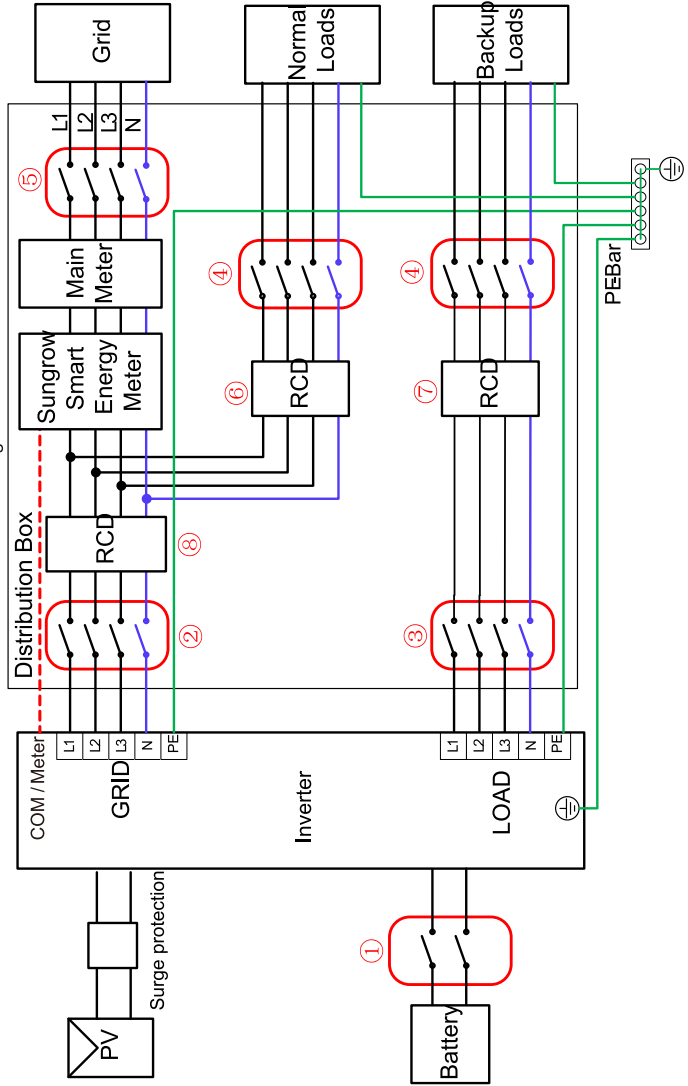 Grid
Normal
Loads
Backup
Loads
L1
L2
L3
N
⑤
Main
Meter
④
④
PE-Bar
Sungrow
Smart
Energy
Meter
⑥
RCD
⑦
RCD
Distribution Box
RCD
⑧
②
③
COM / Meter
L1
L2
L3
N
PE
GRID
Inverter
L1
L2
L3
N
PE
LOAD
Surge protection
①
PV
Battery